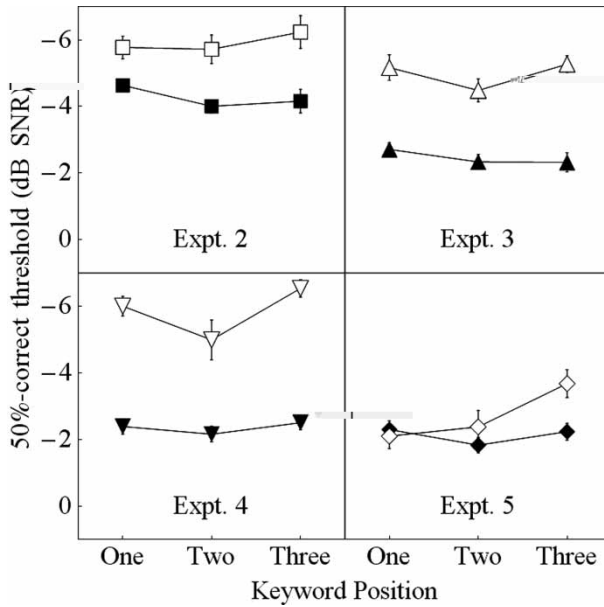 −6
−4
−2
0
Expt. 2
Expt. 3
−6
−4
−2
0
Expt. 4
Expt. 5
50%-correct threshold (dB SNR)
One Two Three One Two Three
Keyword Position